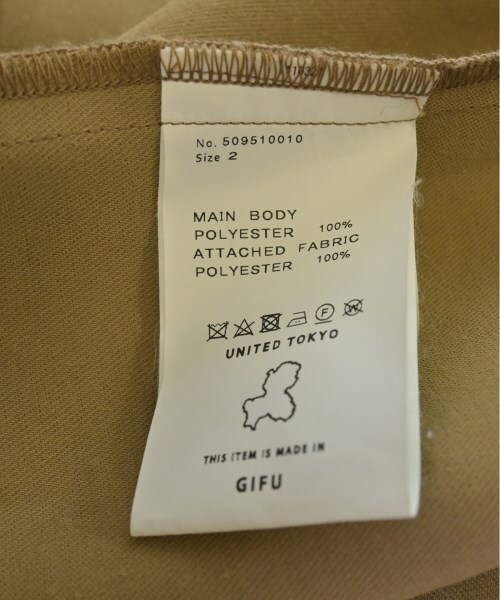 No. 509510010
Size 2
MAIN BODY
POLYESTER 100%
ATTACHED FABRIC
POLYESTER 100%
F W
UNITED TOKYO
THIS ITEM IS MADE IN
GIFU